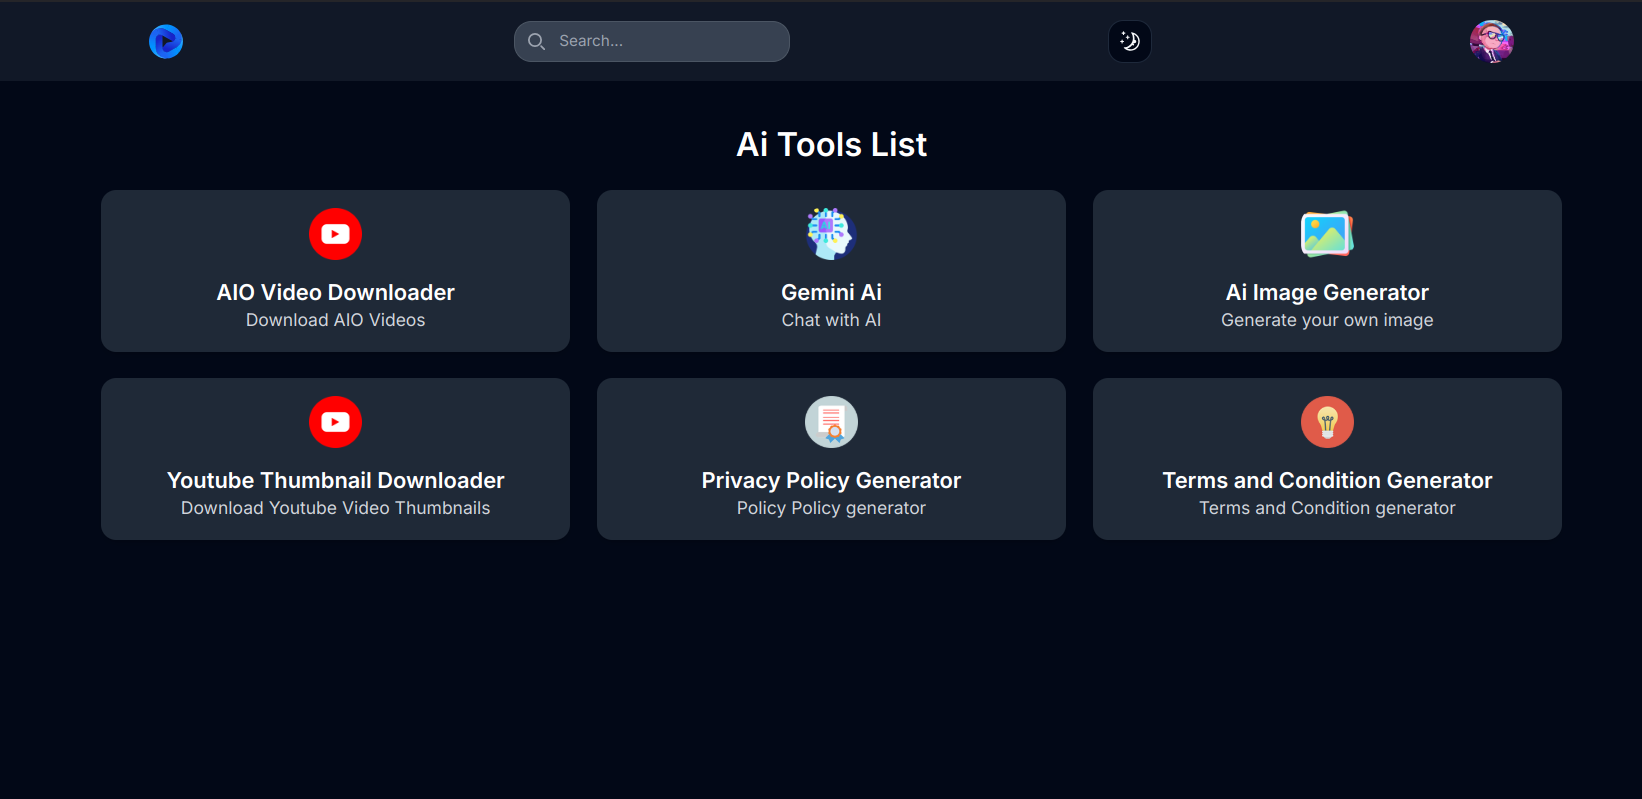 Search...
Ai Tools List
AIO Video Downloader
Download AIO Videos
AI
Gemini Ai
Chat with AI
Ai Image Generator
Generate your own image
Youtube Thumbnail Downloader
Download Youtube Video Thumbnails
Privacy Policy Generator
Policy Policy generator
Terms and Condition Generator
Terms and Condition generator